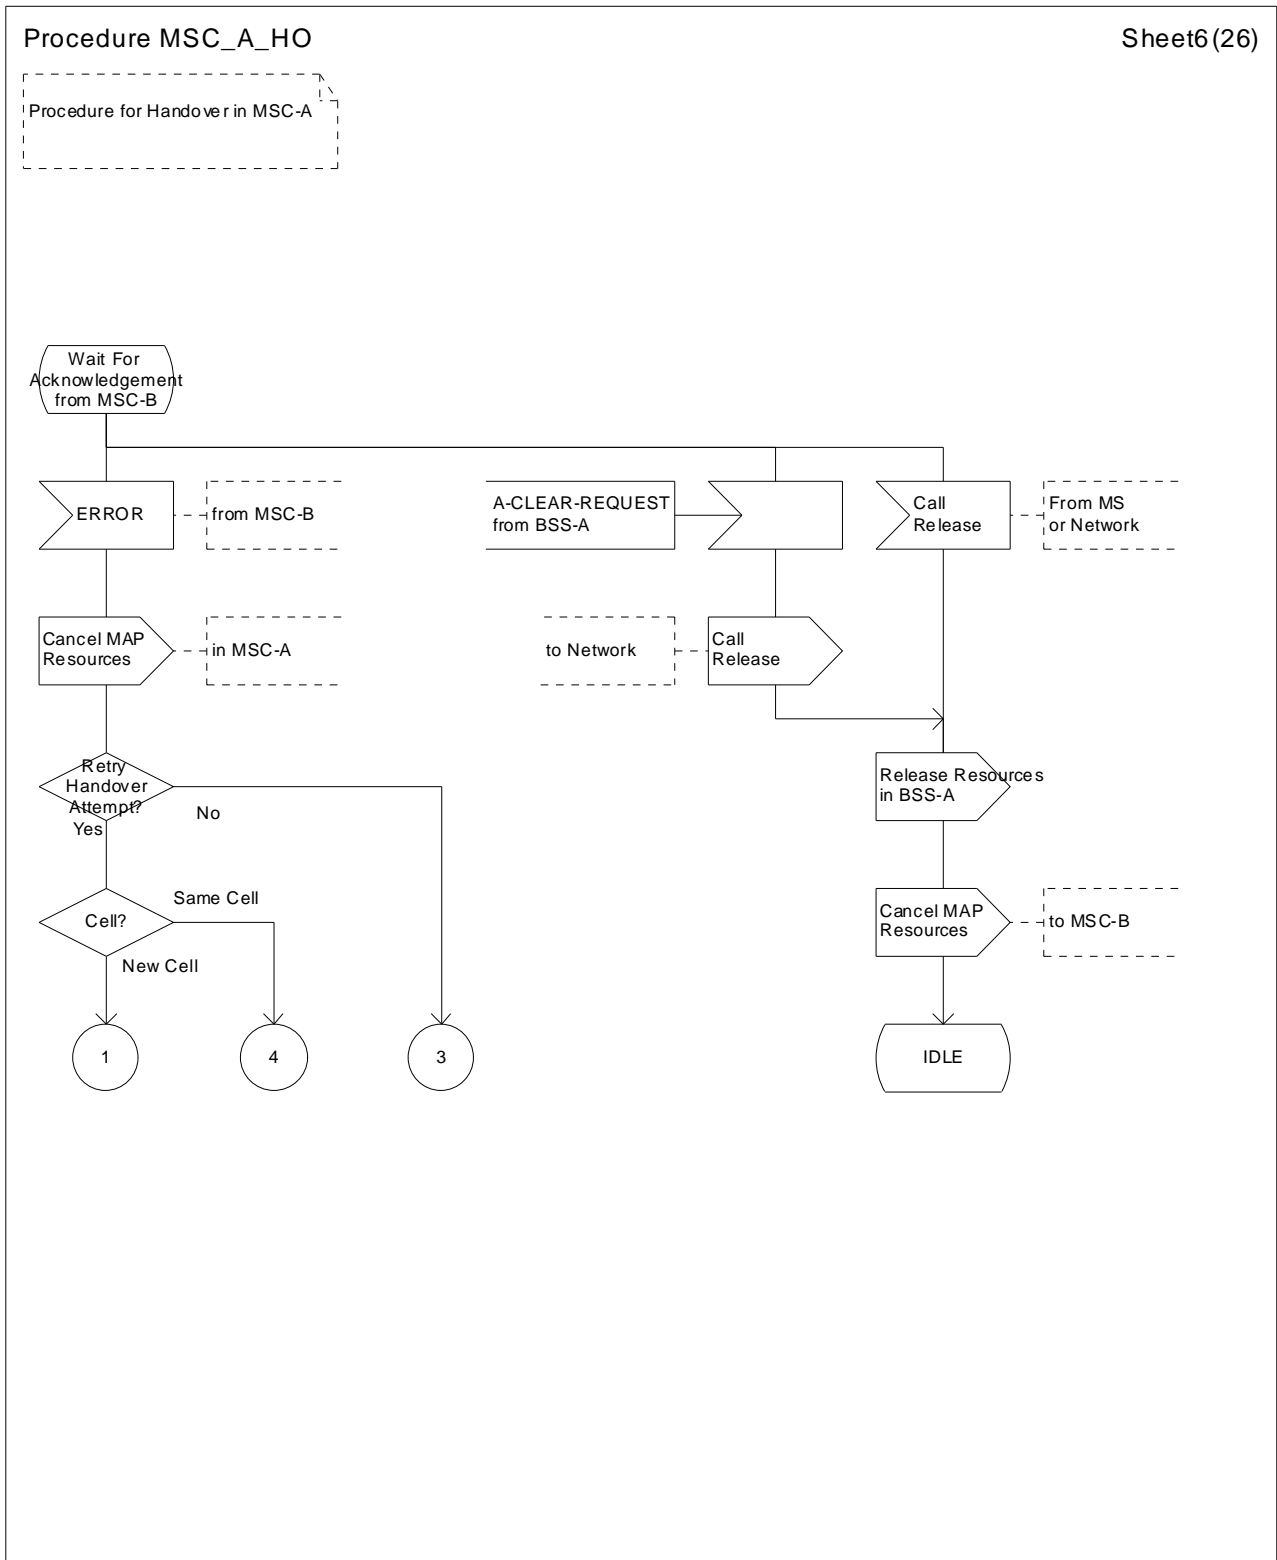 Procedure MSC_A_HO
Sheet6(26)
Procedure for Handover in MSC-A
Wait For
Acknowledgement
from MSC-B
ERROR
from MSC-B
A-CLEAR-REQUEST
from BSS-A
Call
Release
From MS
or Network
Cancel MAP
Resources
in MSC-A
to Network
Call
Release
Retry
Handover
Attempt?
Yes
No
Release Resources
in BSS-A
Cell?
Same Cell
New Cell
Cancel MAP
Resources
to MSC-B
1
4
3
IDLE